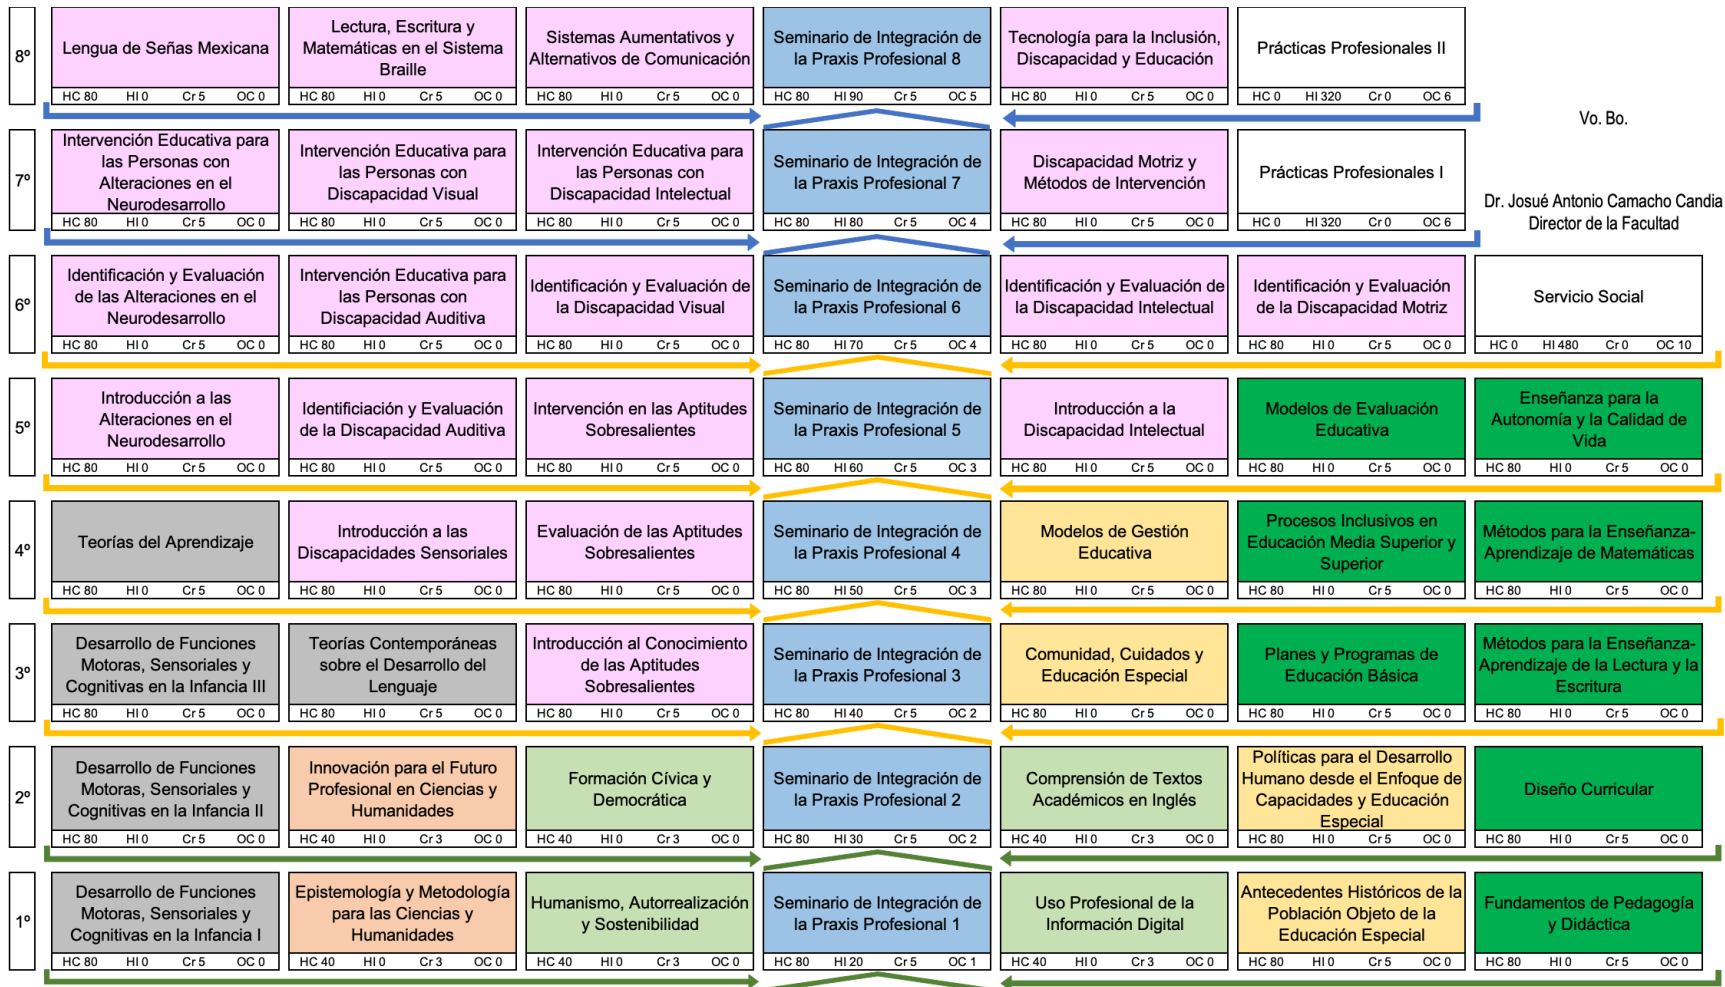 8º
Lengua de Señas Mexicana
HC 80 HI 0 Cr 5 OC 0
Lectura, Escritura y
Matemáticas en el Sistema
Braille
HC 80 HI 0 Cr 5 OC 0
Sistemas Aumentativos y
Alternativos de Comunicación
HC 80 HI 0 Cr 5 OC 0
Seminario de Integración de
la Praxis Profesional 8
HC 80 HI 90 Cr 5 OC 5
Tecnología para la Inclusión,
Discapacidad y Educación
HC 80 HI 0 Cr 5 OC 0
Prácticas Profesionales II
HC 0 HI 320 Cr 0 OC 6
Vo. Bo.
Dr. Josué Antonio Camacho Candia
Director de la Facultad
7º
Intervención Educativa para
las Personas con
Alteraciones en el
Neurodesarrollo
HC 80 HI 0 Cr 5 OC 0
Intervención Educativa para
las Personas con
Discapacidad Visual
HC 80 HI 0 Cr 5 OC 0
Intervención Educativa para
las Personas con
Discapacidad Intelectual
HC 80 HI 0 Cr 5 OC 0
Seminario de Integración de
la Praxis Profesional 7
HC 80 HI 80 Cr 5 OC 4
Discapacidad Motriz y
Métodos de Intervención
HC 80 HI 0 Cr 5 OC 0
Prácticas Profesionales I
HC 0 HI 320 Cr 0 OC 6
6º
Identificación y Evaluación
de las Alteraciones en el
Neurodesarrollo
HC 80 HI 0 Cr 5 OC 0
Intervención Educativa para
las Personas con
Discapacidad Auditiva
HC 80 HI 0 Cr 5 OC 0
Identificación y Evaluación de
la Discapacidad Visual
HC 80 HI 0 Cr 5 OC 0
Seminario de Integración de
la Praxis Profesional 6
HC 80 HI 70 Cr 5 OC 4
Identificación y Evaluación de
la Discapacidad Intelectual
HC 80 HI 0 Cr 5 OC 0
Identificación y Evaluación
de la Discapacidad Motriz
HC 80 HI 0 Cr 5 OC 0
Servicio Social
HC 0 HI 480 Cr 0 OC 10
5º
Introducción a las
Alteraciones en el
Neurodesarrollo
HC 80 HI 0 Cr 5 OC 0
Identificiación y Evaluación
de la Discapacidad Auditiva
HC 80 HI 0 Cr 5 OC 0
Intervención en las Aptitudes
Sobresalientes
HC 80 HI 0 Cr 5 OC 0
Seminario de Integración de
la Praxis Profesional 5
HC 80 HI 60 Cr 5 OC 3
Introducción a la
Discapacidad Intelectual
HC 80 HI 0 Cr 5 OC 0
Modelos de Evaluación
Educativa
HC 80 HI 0 Cr 5 OC 0
Enseñanza para la
Autonomía y la Calidad de
Vida
HC 80 HI 0 Cr 5 OC 0
4º
Teorías del Aprendizaje
HC 80 HI 0 Cr 5 OC 0
Introducción a las
Discapacidades Sensoriales
HC 80 HI 0 Cr 5 OC 0
Evaluación de las Aptitudes
Sobresalientes
HC 80 HI 0 Cr 5 OC 0
Seminario de Integración de
la Praxis Profesional 4
HC 80 HI 50 Cr 5 OC 3
Modelos de Gestión
Educativa
HC 80 HI 0 Cr 5 OC 0
Procesos Inclusivos en
Educación Media Superior y
Superior
HC 80 HI 0 Cr 5 OC 0
Métodos para la Enseñanza-
Aprendizaje de Matemáticas
HC 80 HI 0 Cr 5 OC 0
3º
Desarrollo de Funciones
Motoras, Sensoriales y
Cognitivas en la Infancia III
HC 80 HI 0 Cr 5 OC 0
Teorías Contemporáneas
sobre el Desarrollo del
Lenguaje
HC 80 HI 0 Cr 5 OC 0
Introducción al Conocimiento
de las Aptitudes
Sobresalientes
HC 80 HI 0 Cr 5 OC 0
Seminario de Integración de
la Praxis Profesional 3
HC 80 HI 40 Cr 5 OC 2
Comunidad, Cuidados y
Educación Especial
HC 80 HI 0 Cr 5 OC 0
Planes y Programas de
Educación Básica
HC 80 HI 0 Cr 5 OC 0
Métodos para la Enseñanza-
Aprendizaje de la Lectura y la
Escritura
HC 80 HI 0 Cr 5 OC 0
2º
Desarrollo de Funciones
Motoras, Sensoriales y
Cognitivas en la Infancia II
HC 80 HI 0 Cr 5 OC 0
Innovación para el Futuro
Profesional en Ciencias y
Humanidades
HC 40 HI 0 Cr 3 OC 0
Formación Cívica y
Democrática
HC 40 HI 0 Cr 3 OC 0
Seminario de Integración de
la Praxis Profesional 2
HC 80 HI 30 Cr 5 OC 2
Comprensión de Textos
Académicos en Inglés
HC 40 HI 0 Cr 3 OC 0
Políticas para el Desarrollo
Humano desde el Enfoque de
Capacidades y Educación
Especial
HC 80 HI 0 Cr 5 OC 0
Diseño Curricular
HC 80 HI 0 Cr 5 OC 0
1º
Desarrollo de Funciones
Motoras, Sensoriales y
Cognitivas en la Infancia I
HC 80 HI 0 Cr 5 OC 0
Epistemología y Metodología
para las Ciencias y
Humanidades
HC 40 HI 0 Cr 3 OC 0
Humanismo, Autorrealización
y Sostenibilidad
HC 40 HI 0 Cr 3 OC 0
Seminario de Integración de
la Praxis Profesional 1
HC 80 HI 20 Cr 5 OC 1
Uso Profesional de la
Información Digital
HC 40 HI 0 Cr 3 OC 0
Antecedentes Históricos de la
Población Objeto de la
Educación Especial
HC 80 HI 0 Cr 5 OC 0
Fundamentos de Pedagogía
y Didáctica
HC 80 HI 0 Cr 5 OC 0